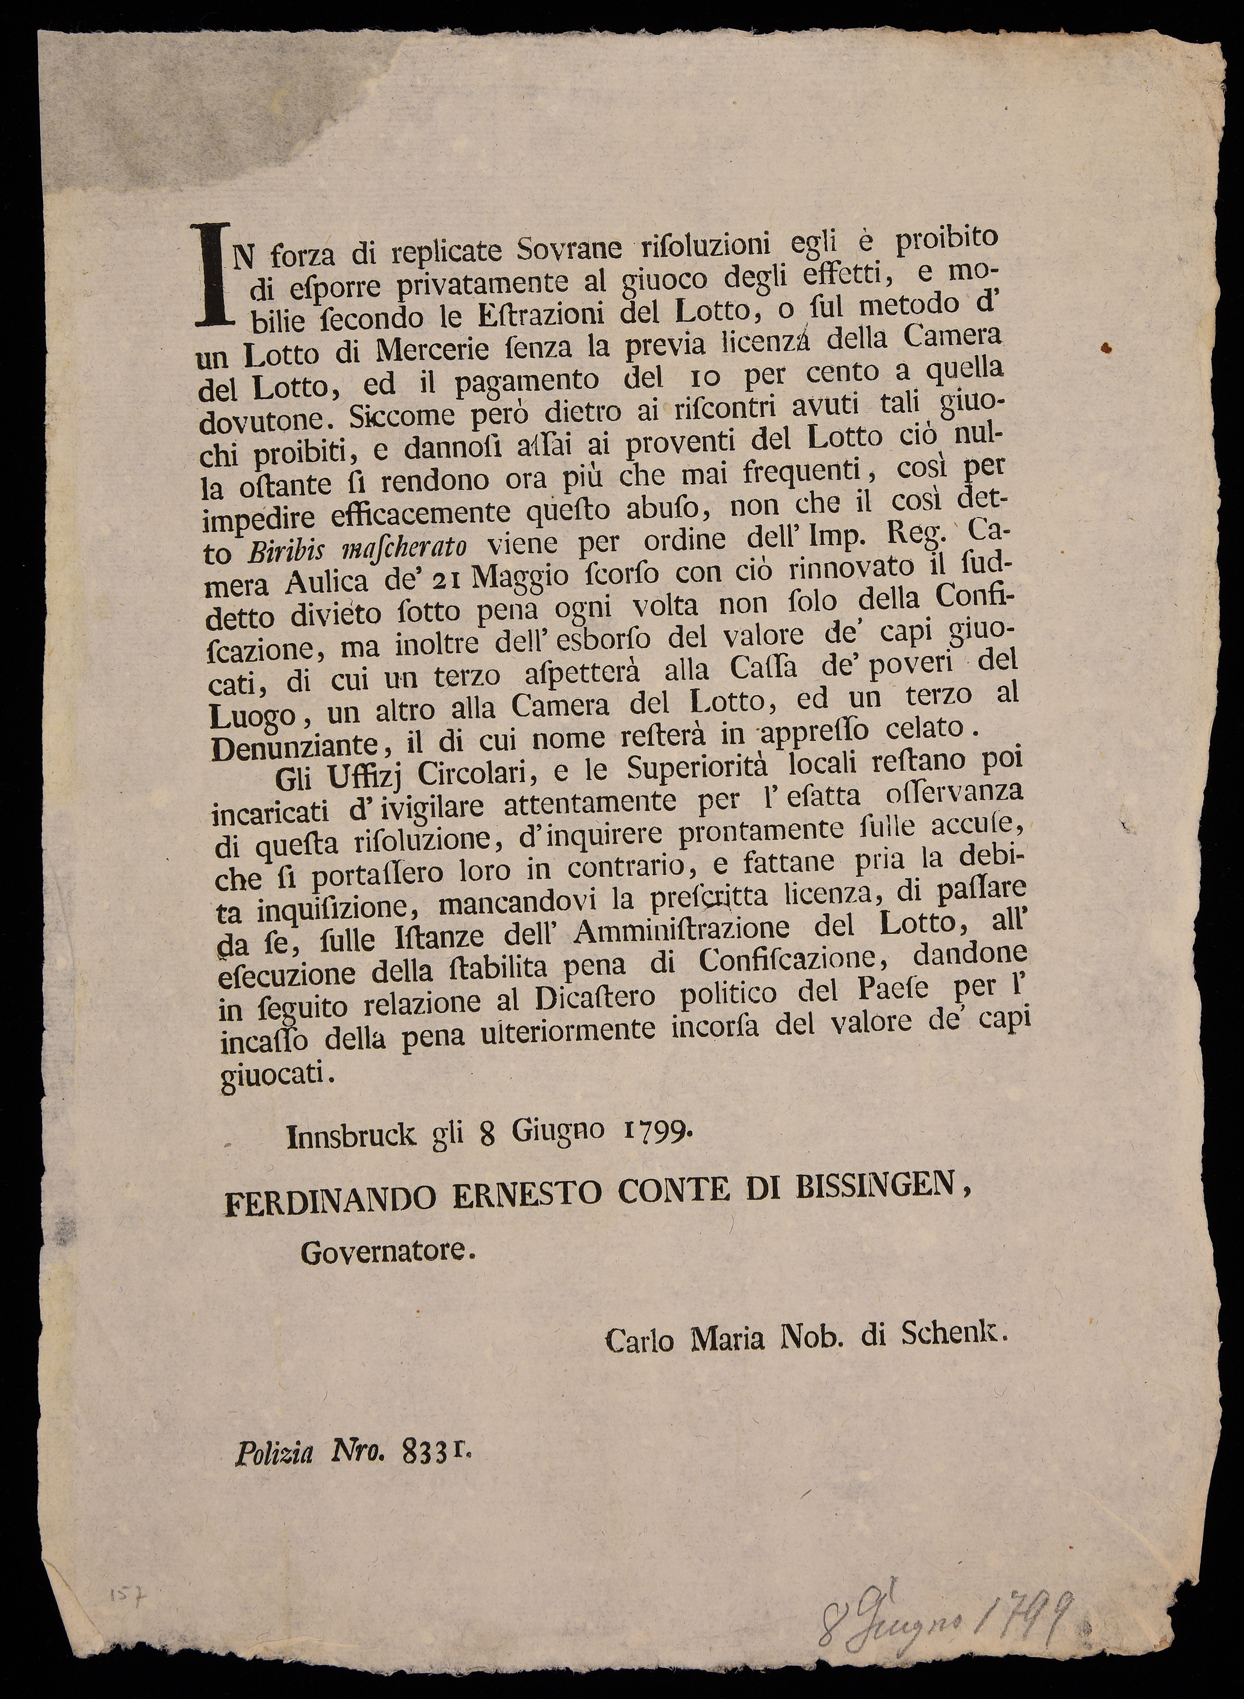 IN forza di replicate Sovrane riſoluzioni egli è proibito
di eſporre privatamente al giuoco degli effetti, e mo-
bilie ſecondo le Eſtrazioni del Lotto, o ſul metodo d'
un Lotto di Mercerie ſenza la previa licenza della Camera
del Lotto, ed il pagamento del 10 per cento a quella
dovutone. Siccome però dietro ai riſcontri avuti tali giuo-
chi proibiti, e dannoſi aſſai ai proventi del Lotto ciò nul-
la oſtante ſi rendono ora più che mai frequenti, così per
impedire efficacemente queſto abuſo, non che il così det-
to Biribis maſcherato viene per ordine dell' Imp. Reg. Ca-
mera Aulica de' 21 Maggio ſcorſo con ciò rinnovato il ſud-
detto divieto ſotto pena ogni volta non ſolo della Confi-
ſcazione, ma inoltre dell' esborſo del valore de' capi giuo-
cati, di cui un terzo aſpetterà alla Caſſa de' poveri del
Luogo, un altro alla Camera del Lotto, ed un terzo al
Denunziante, il di cui nome reſterà in appreſſo celato.
Gli Uffizj Circolari, e le Superiorità locali reſtano poi
incaricati d' ivigilare attentamente per l' eſatta oſſervanza
di queſta riſoluzione, d'inquirere prontamente ſulle accuſe,
che ſi portaſſero loro in contrario, e fattane pria la debi-
ta inquiſizione, mancandovi la preſcritta licenza, di paſſare
da ſe, ſulle Iſtanze dell' Amminiſtrazione del Lotto, all'
eſecuzione della ſtabilita pena di Confiſcazione, dandone
in ſeguito relazione al Dicaſtero politico del Paeſe per l'
incaſſo della pena ulteriormente incorſa del valore de' capi
giuocati.
Innsbruck gli 8 Giugno 1799.
FERDINANDO ERNESTO CONTE DI BISSINGEN,
Governatore.
Carlo Maria Nob. di Schenk.
Polizia Nro. 8331.
157
8 Giugno 1799